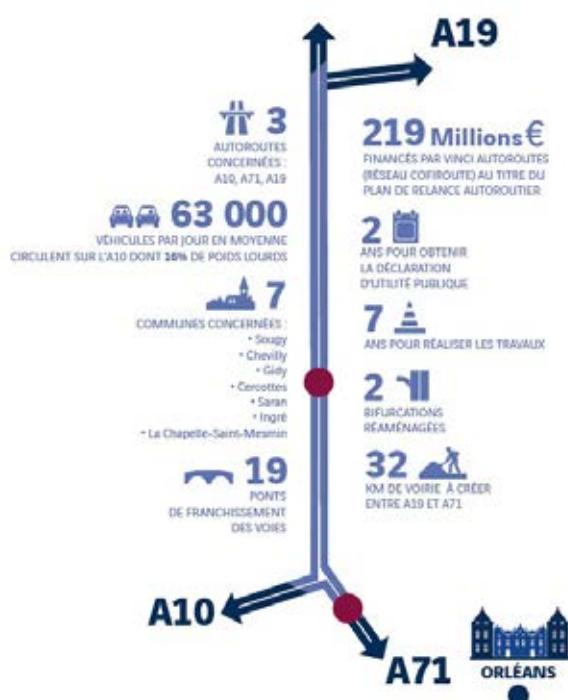 A19
3
AUTOROUTES
CONCERNÉES :
A10, A71, A19
63 000
VÉHICULES PAR JOUR EN MOYENNE
CIRCULENT SUR L'A10 DONT 16% DE POIDS LOURDS
7
COMMUNES CONCERNÉES :
• Sougy
• Chevilly
• Gidy
• Cercottes
• Saran
• Ingré
• La Chapelle-Saint-Mesmin
19
PONTS
DE FRANCHISSEMENT
DES VOIES
219 Millions €
FINANCÉS PAR VINCI AUTOROUTES
(RÉSEAU COFIROUTE) AU TITRE DU
PLAN DE RELANCE AUTOROUTIER
2
ANS POUR OBTENIR
LA DÉCLARATION
D'UTILITÉ PUBLIQUE
7
ANS POUR RÉALISER LES TRAVAUX
2
BIFURCATIONS
RÉAMÉNAGÉES
32
KM DE VOIRIE À CRÉER
ENTRE A19 ET A71
A10
A71
ORLÉANS